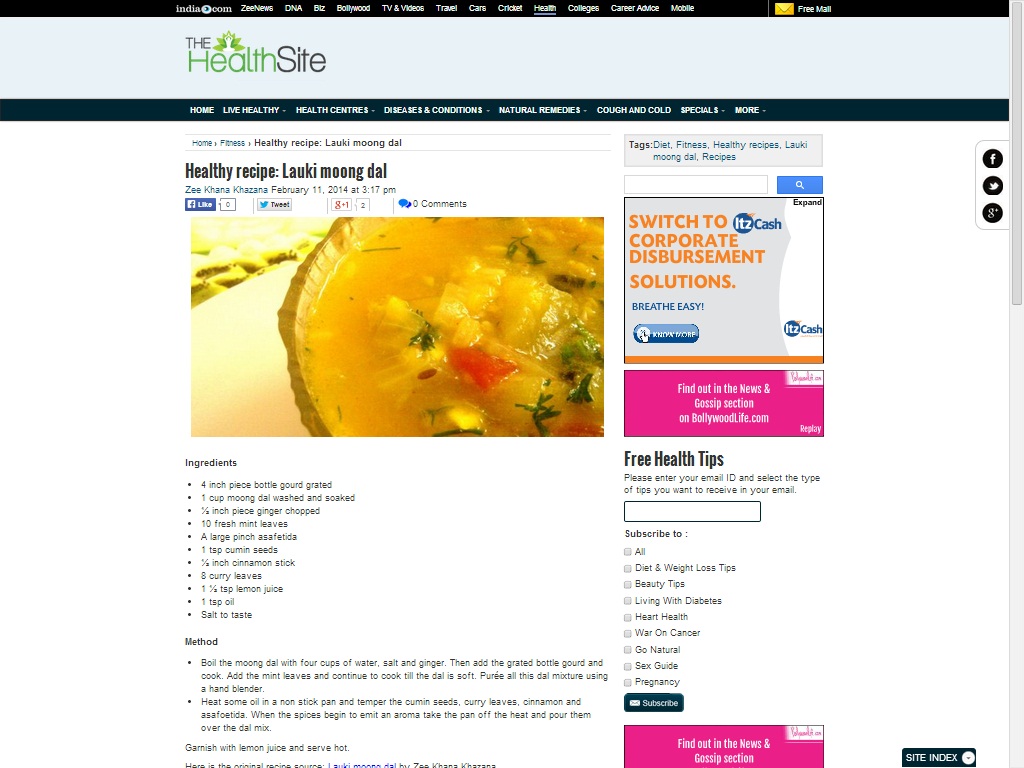 india.com ZeeNews DNA Biz Bollywood TV & Videos Travel Cars Cricket Health Colleges Career Advice Mobile Free Mail
THE
HealthSite
HOME LIVE HEALTHY HEALTH CENTRES DISEASES & CONDITIONS NATURAL REMEDIES COUGH AND COLD SPECIALS MORE
Home › Fitness › Healthy recipe: Lauki moong dal
Healthy recipe: Lauki moong dal
Zee Khana Khazana February 11, 2014 at 3:17 pm
Like 0 Tweet g+1 2 0 Comments
Ingredients
• 4 inch piece bottle gourd grated
• 1 cup moong dal washed and soaked
• ½ inch piece ginger chopped
• 10 fresh mint leaves
• A large pinch asafetida
• 1 tsp cumin seeds
• ½ inch cinnamon stick
• 8 curry leaves
• 1 ½ tsp lemon juice
• 1 tsp oil
• Salt to taste
Method
• Boil the moong dal with four cups of water, salt and ginger. Then add the grated bottle gourd and
cook. Add the mint leaves and continue to cook till the dal is soft. Purée all this dal mixture using
a hand blender.
• Heat some oil in a non stick pan and temper the cumin seeds, curry leaves, cinnamon and
asafoetida. When the spices begin to emit an aroma take the pan off the heat and pour them
over the dal mix.
Garnish with lemon juice and serve hot.
Here is the original recipe source: Lauki moong dal by Zee Khana Khazana
Tags:Diet, Fitness, Healthy recipes, Lauki
moong dal, Recipes
Expand
SWITCH TO ItzCash
CORPORATE
DISBURSEMENT
SOLUTIONS.
BREATHE EASY!
KNOW MORE
ItzCash
BollywoodLife.com
Find out in the News &
Gossip section
on BollywoodLife.com
Replay
Free Health Tips
Please enter your email ID and select the type
of tips you want to receive in your email.
Subscribe to :
All
Diet & Weight Loss Tips
Beauty Tips
Living With Diabetes
Heart Health
War On Cancer
Go Natural
Sex Guide
Pregnancy
Subscribe
Find out in the News &
Gossip section
f
g+
SITE INDEX